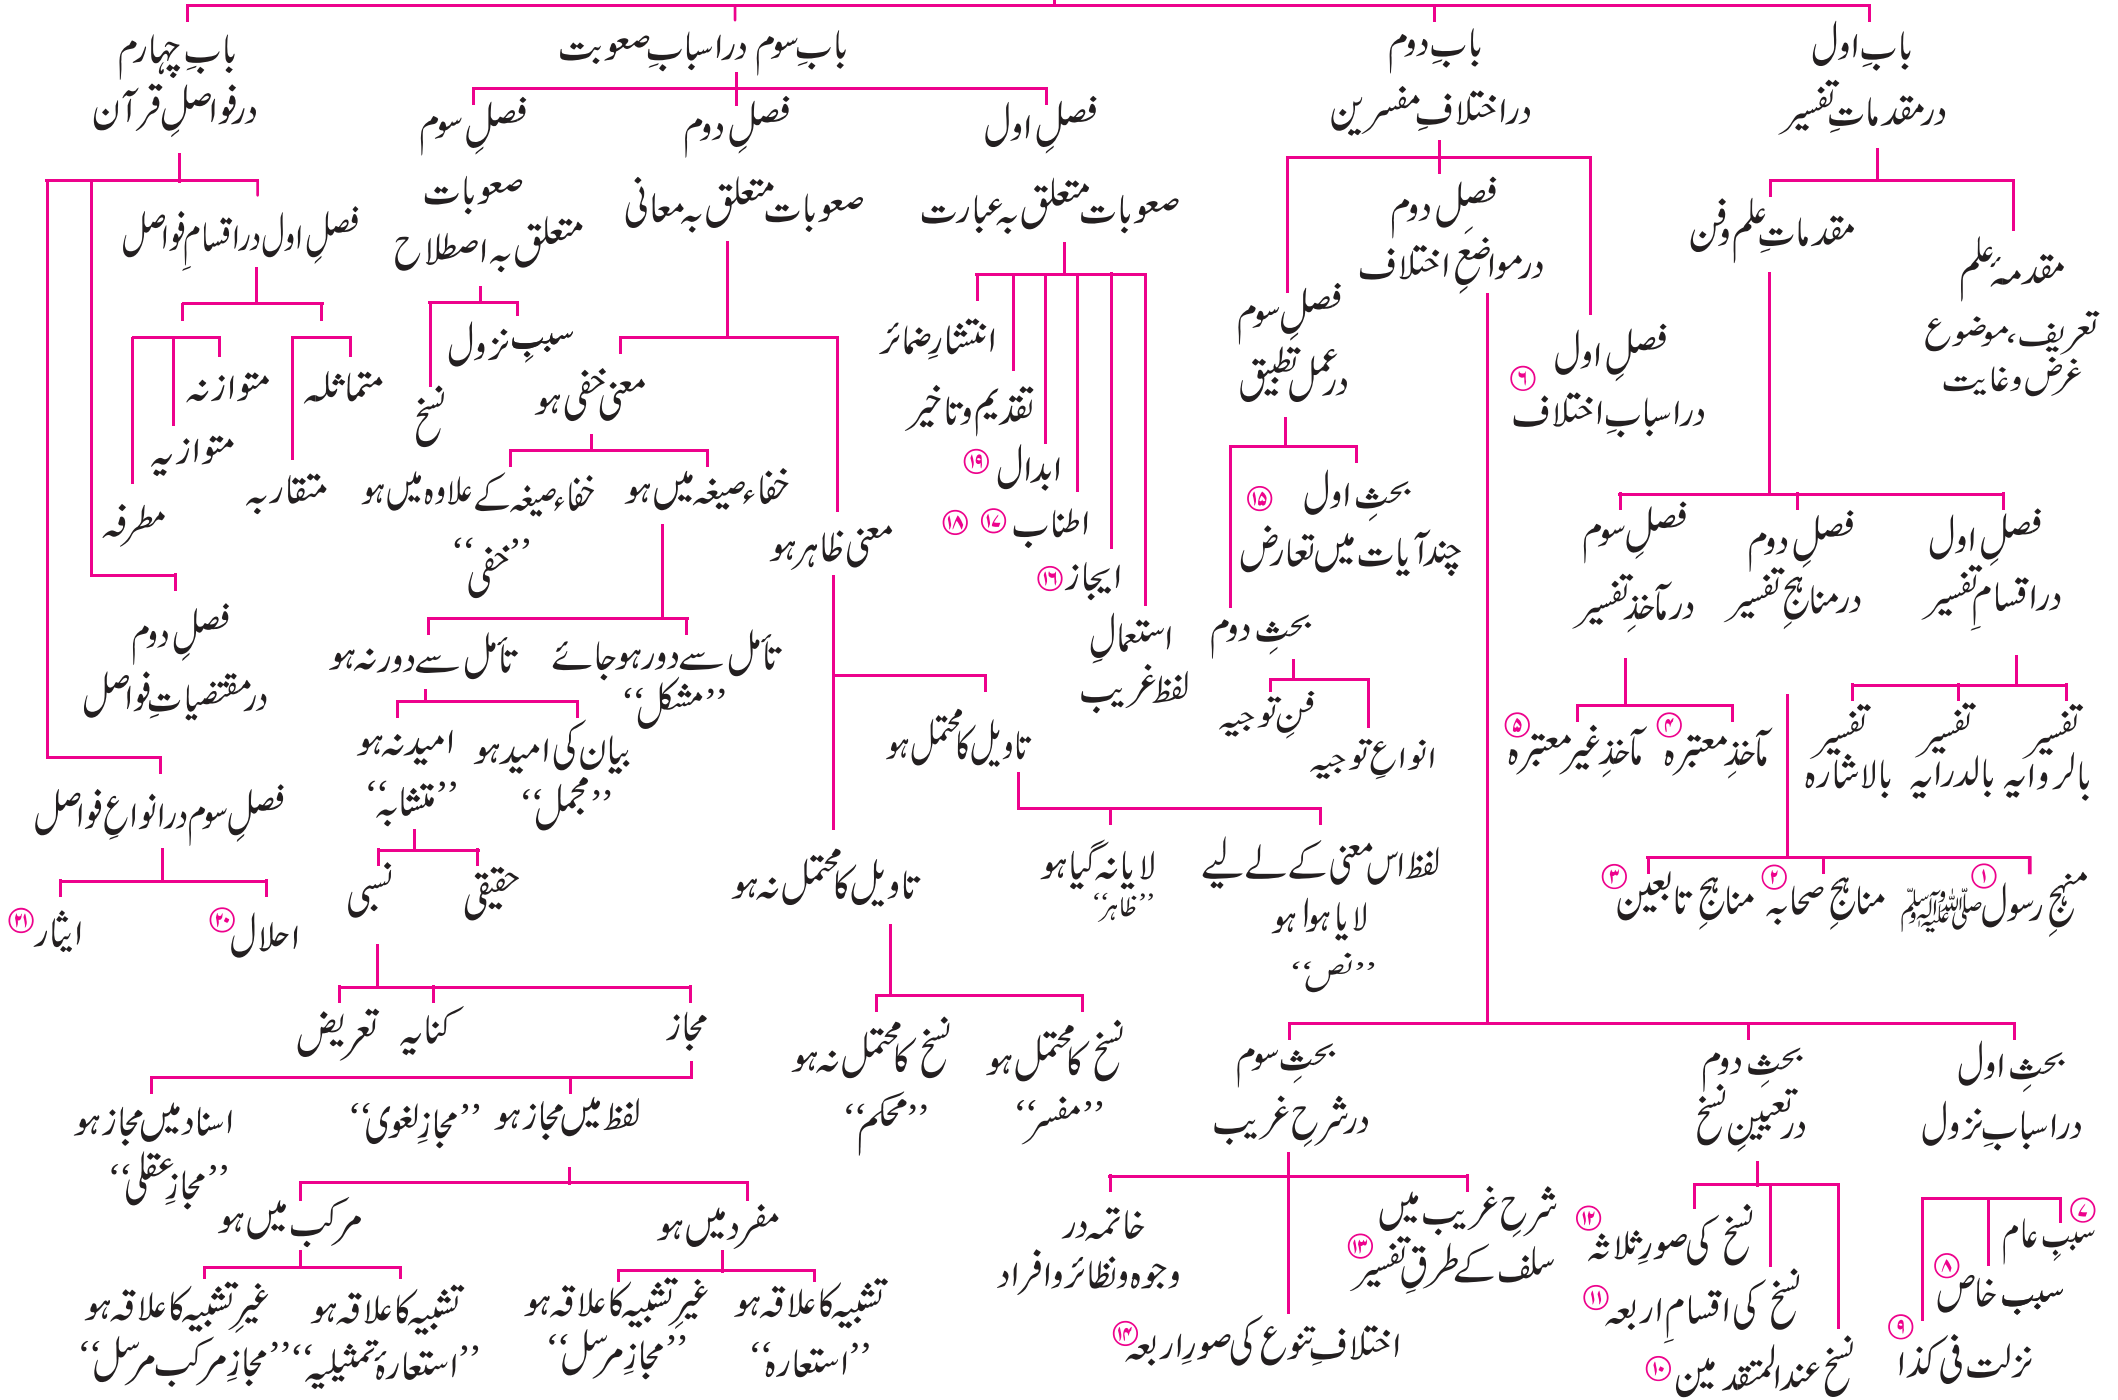 بابِ اول
در مقدماتِ تفسیر
مقدمۂ علم
تعریف، موضوع
غرض وغایت
مقدماتِ علم وفن
فصلِ اول
در اقسامِ تفسیر
تفسیر
بالروایہ
تفسیر
بالدرایہ
تفسیر
بالاشارہ
فصلِ دوم
در مناہجِ تفسیر
منہجِ رسول ﷺ ①
مناہجِ صحابہ ②
مناہجِ تابعین ③
فصلِ سوم
در مآخذِ تفسیر
مآخذِ معتبرہ ④
مآخذِ غیر معتبرہ ⑤
بابِ دوم
در اختلافِ مفسرین
فصلِ اول
در اسبابِ اختلاف ⑥
فصلِ دوم
در مواضعِ اختلاف
بحثِ اول
در اسبابِ نزول
سببِ عام ⑦
سبب خاص ⑧
نزلت فی کذا ⑨
بحثِ دوم
در تعیینِ نسخ
نسخ کی صورِ ثلاثہ ⑫
نسخ کی اقسامِ اربعہ ⑪
نسخ عند المتقدمین ⑩
بحثِ سوم
در شرحِ غریب
شرحِ غریب میں
سلف کے طرقِ تفسیر ⑬
اختلافِ تنوع کی صورِ اربعہ ⑭
خاتمہ در
وجوہ ونظائر وافراد
فصلِ سوم
در عمل تطبیق
بحثِ اول ⑮
چند آیات میں تعارض
بحثِ دوم
فنِ توجیہ
انواعِ توجیہ
بابِ سوم در اسبابِ صعوبت
فصلِ اول
صعوبات متعلق بہ عبارت
انتشارِ ضمائر
تقدیم وتاخیر
ابدال ⑲
اطناب ⑰ ⑱
ایجاز ⑯
استعمالِ
لفظ غریب
فصلِ دوم
صعوبات متعلق بہ معانی
معنی ظاہر ہو
تاویل کا محتمل ہو
لفظ اس معنی کے لے لیے
لایا ہوا ہو
”نص“
لایا نہ گیا ہو
”ظاہر“
تاویل کا محتمل نہ ہو
نسخ کا محتمل ہو
”مفسر“
نسخ کا محتمل نہ ہو
”محکم“
معنی خفی ہو
خفاء صیغہ میں ہو
خفاء صیغہ کے علاوہ میں ہو
”خفی“
تأمل سے دور ہو جائے
”مشکل“
تأمل سے دور نہ ہو
بیان کی امید ہو
”مجمل“
امید نہ ہو
”متشابہ“
حقیقی
نسبی
مجاز
کنایہ
تعریض
لفظ میں مجاز ہو ”مجازِ لغوی“
اسناد میں مجاز ہو
”مجازِ عقلی“
مفرد میں ہو
تشبیہ کا علاقہ ہو
”استعارہ“
غیرِ تشبیہ کا علاقہ ہو
”مجازِ مرسل“
مرکب میں ہو
تشبیہ کا علاقہ ہو
”استعارۂ تمثیلیہ“
غیرِ تشبیہ کا علاقہ ہو
”مجازِ مرکب مرسل“
فصلِ سوم
صعوبات
متعلق بہ اصطلاح
سببِ نزول
نسخ
بابِ چہارم
در فواصلِ قرآن
فصلِ اول در اقسامِ فواصل
متماثلہ
متقاربہ
متوازنہ
متوازیہ
مطرفہ
فصلِ دوم
در مقتضیاتِ فواصل
فصلِ سوم در انواعِ فواصل
احلال ⑳
ایثار ㉑